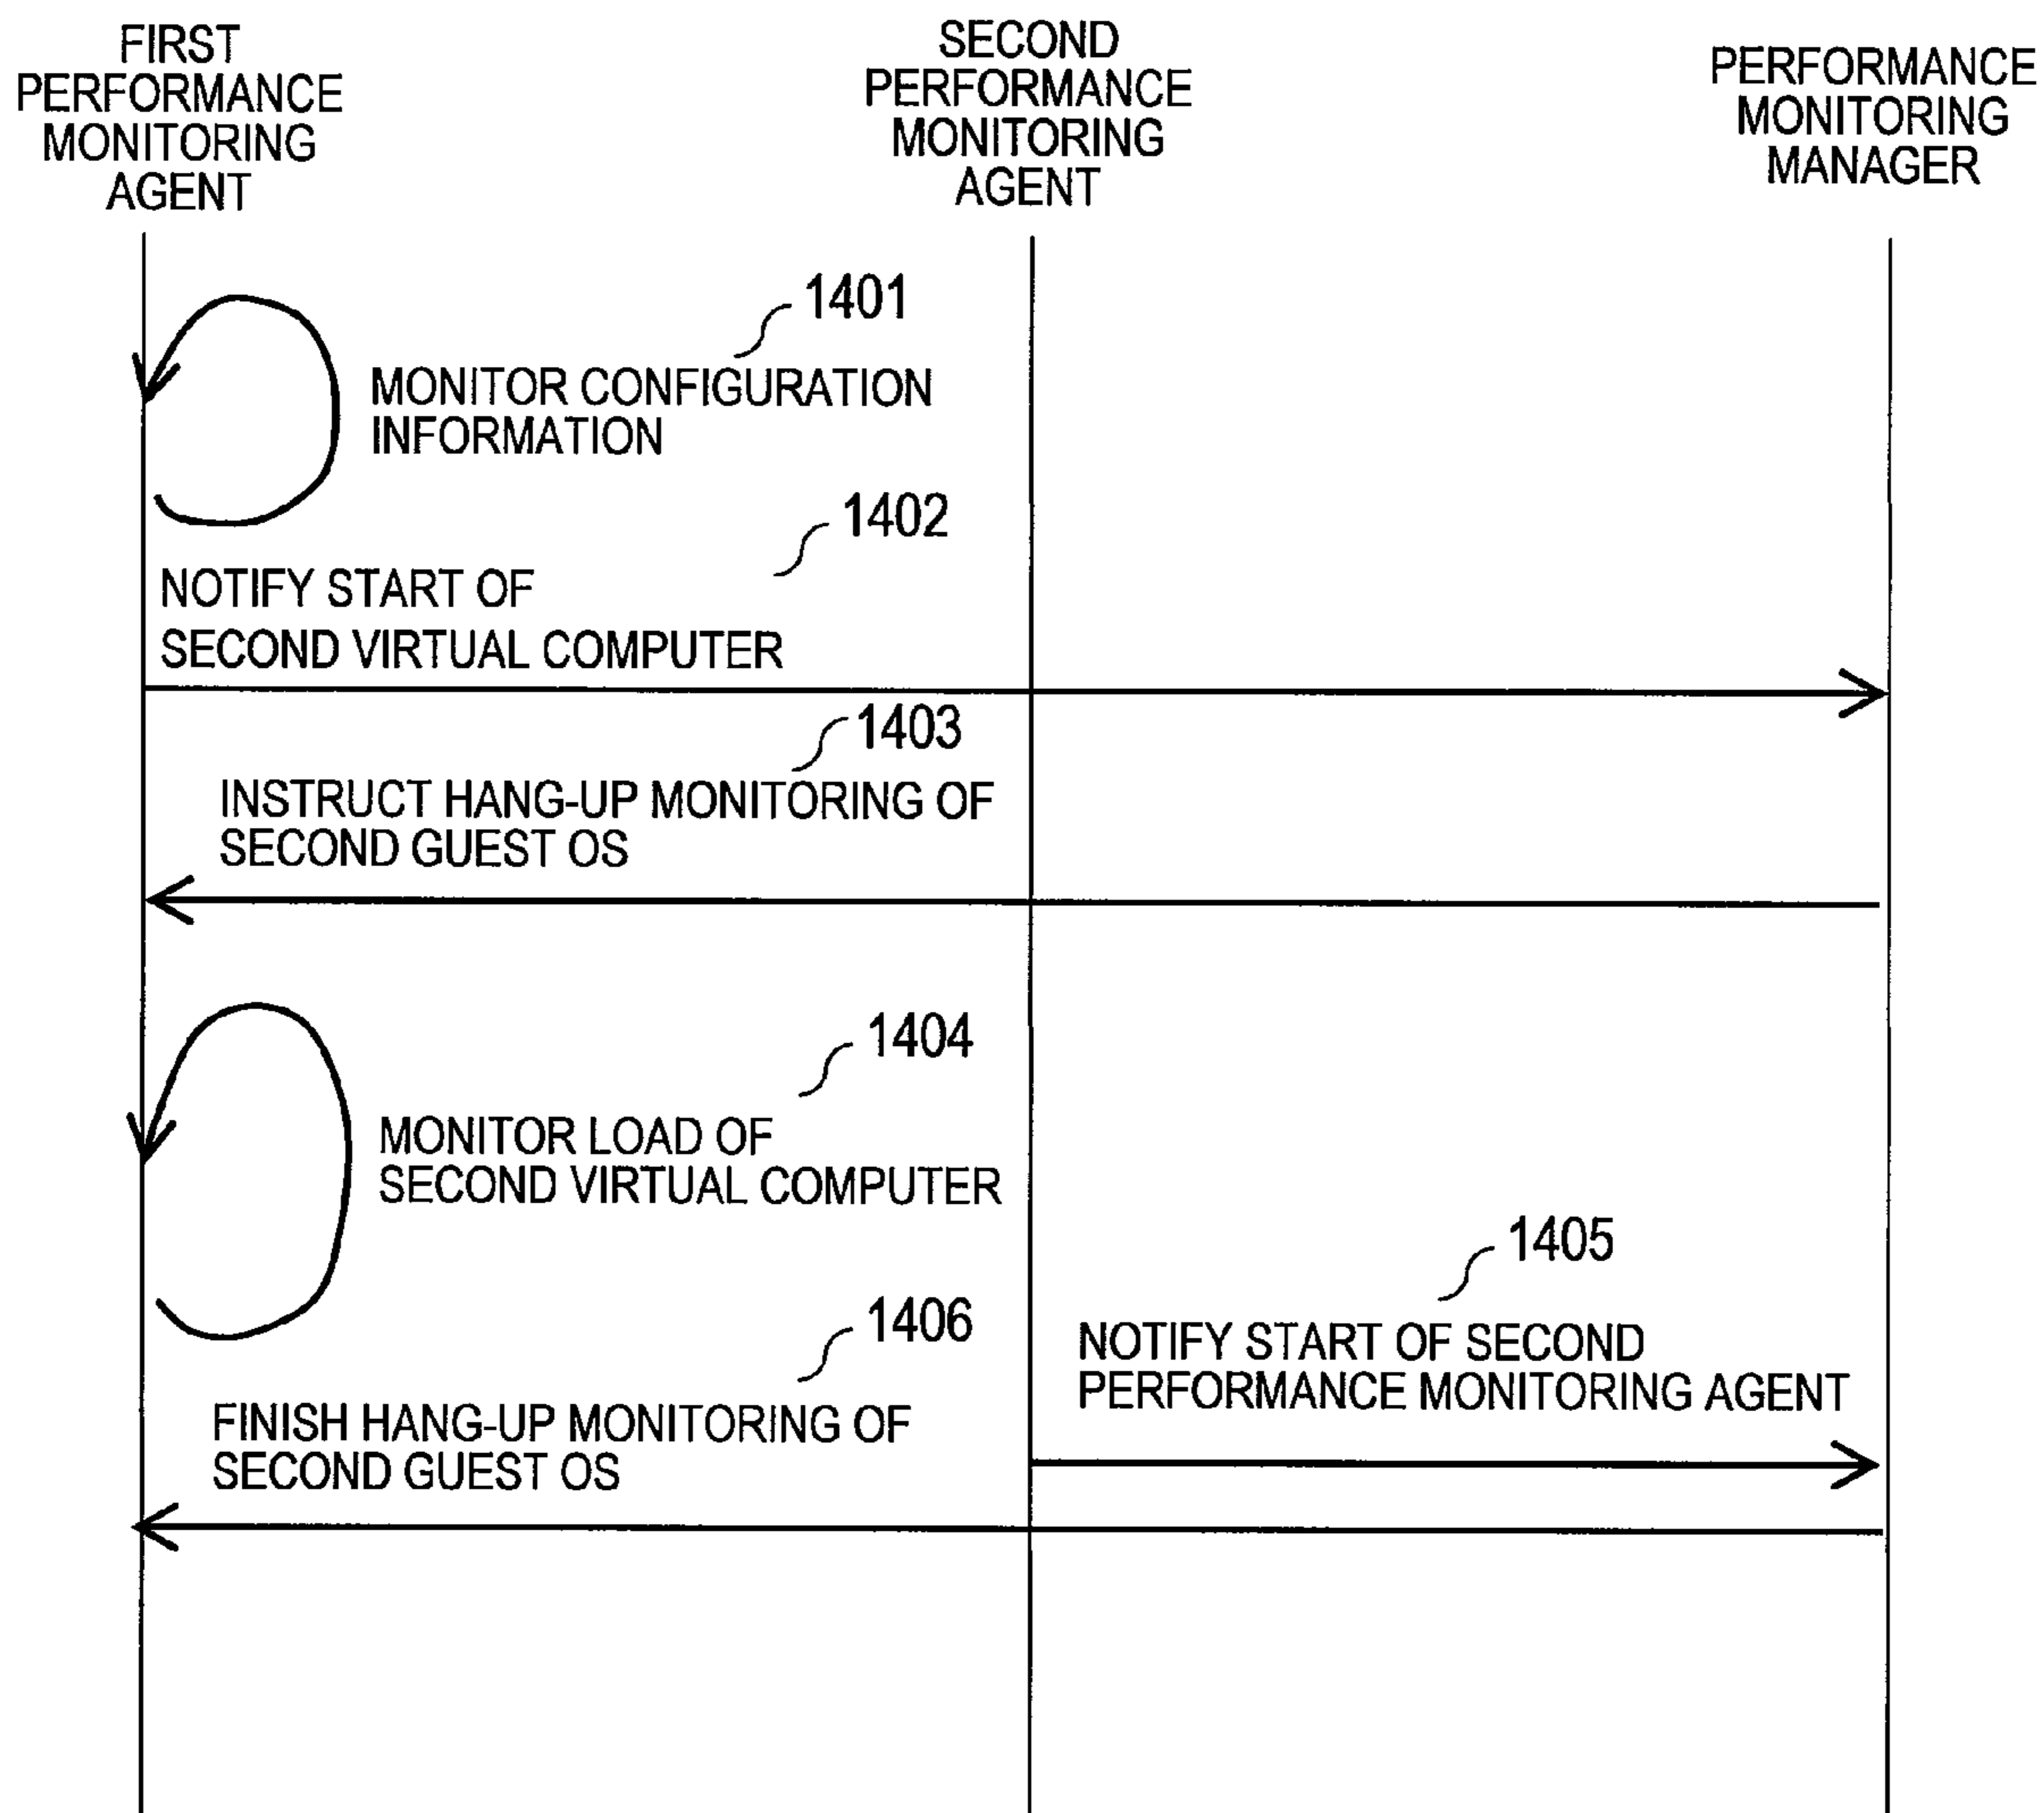 FIRST
PERFORMANCE
MONITORING
AGENT
SECOND
PERFORMANCE
MONITORING
AGENT
PERFORMANCE
MONITORING
MANAGER
1401
MONITOR CONFIGURATION
INFORMATION
1402
NOTIFY START OF
SECOND VIRTUAL COMPUTER
1403
INSTRUCT HANG-UP MONITORING OF
SECOND GUEST OS
1404
MONITOR LOAD OF
SECOND VIRTUAL COMPUTER
1405
NOTIFY START OF SECOND
PERFORMANCE MONITORING AGENT
1406
FINISH HANG-UP MONITORING OF
SECOND GUEST OS